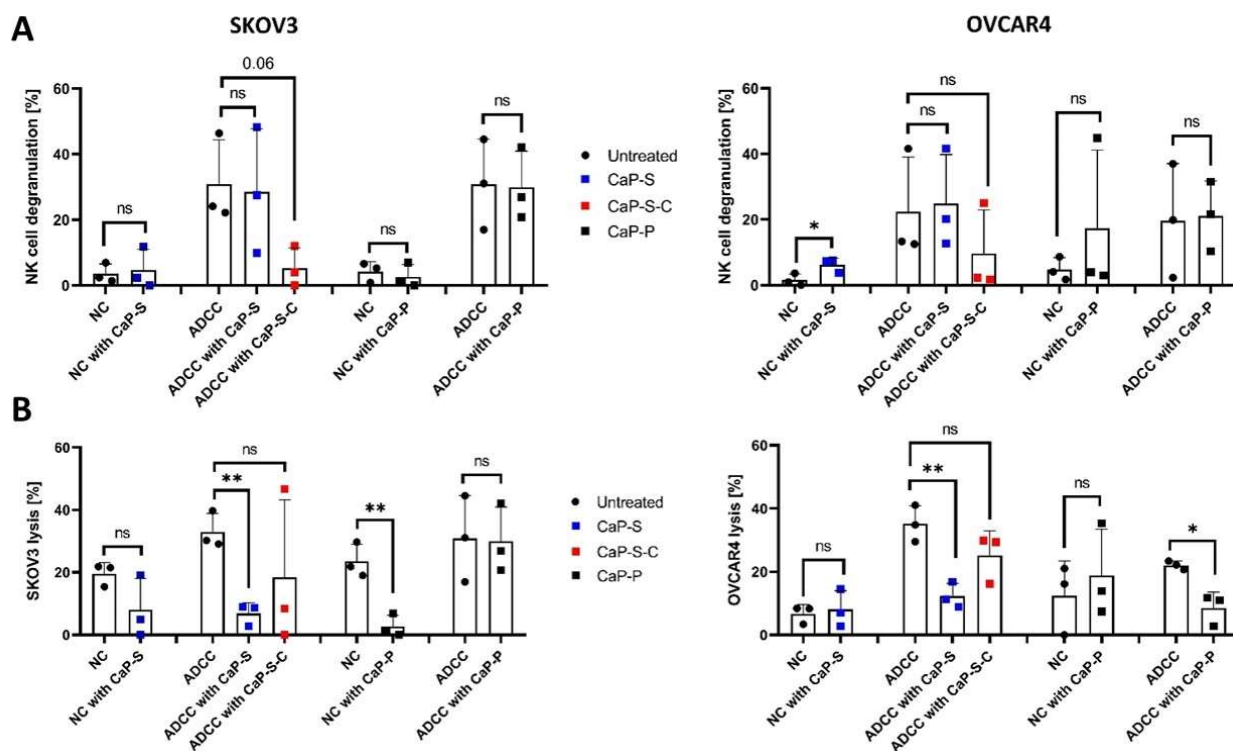 A
SKOV3
OVCAR4
NK cell degranulation [%]
60
40
20
0
ns
ns
0.06
ns
ns
NC
NC with CaP-S
ADCC
ADCC with CaP-S
ADCC with CaP-S-C
NC
NC with CaP-P
ADCC
ADCC with CaP-P
Untreated
CaP-S
CaP-S-C
CaP-P
NK cell degranulation [%]
60
40
20
0
*
ns
ns
ns
ns
NC
NC with CaP-S
ADCC
ADCC with CaP-S
ADCC with CaP-S-C
NC
NC with CaP-P
ADCC
ADCC with CaP-P
B
SKOV3 lysis [%]
60
40
20
0
ns
**
ns
**
ns
NC
NC with CaP-S
ADCC
ADCC with CaP-S
ADCC with CaP-S-C
NC
NC with CaP-P
ADCC
ADCC with CaP-P
Untreated
CaP-S
CaP-S-C
CaP-P
OVCAR4 lysis [%]
60
40
20
0
ns
**
ns
ns
*
NC
NC with CaP-S
ADCC
ADCC with CaP-S
ADCC with CaP-S-C
NC
NC with CaP-P
ADCC
ADCC with CaP-P